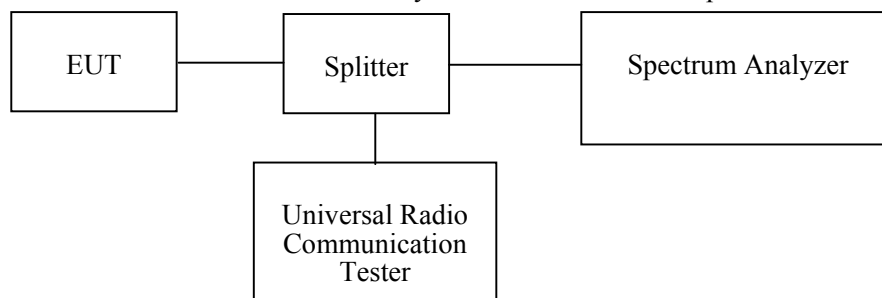 EUT
Splitter
Spectrum Analyzer
Universal Radio
Communication
Tester